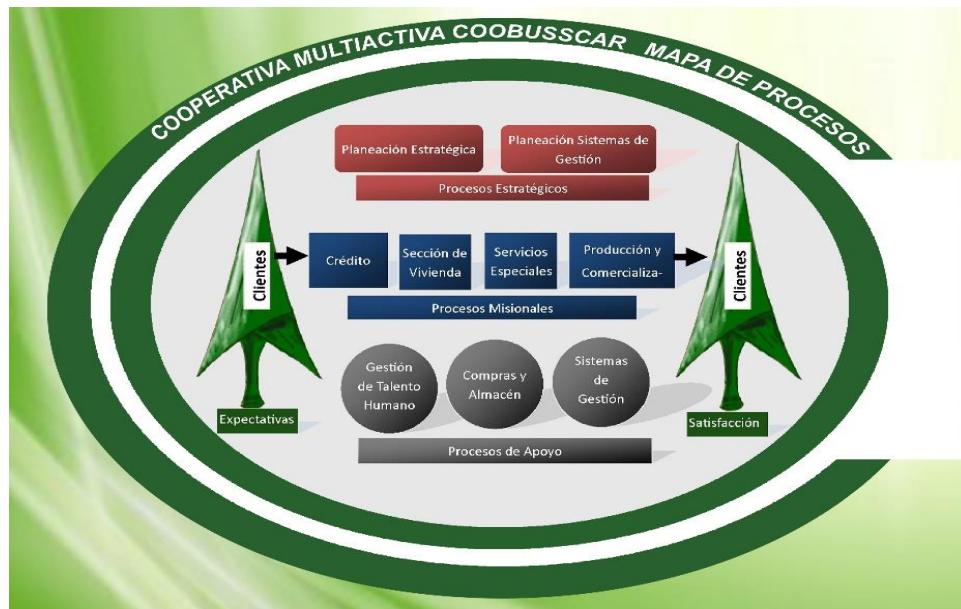 COOPERATIVA MULTIACTIVA COOBUSSCAR MAPA DE PROCESOS
Planeación Estratégica
Planeación Sistemas de
Gestión
Procesos Estratégicos
Clientes
Crédito
Sección de
Vivienda
Servicios
Especiales
Producción y
Comercializa-
Clientes
Procesos Misionales
Gestión
de Talento
Humano
Compras y
Almacén
Sistemas
de
Gestión
Expectativas
Satisfacción
Procesos de Apoyo